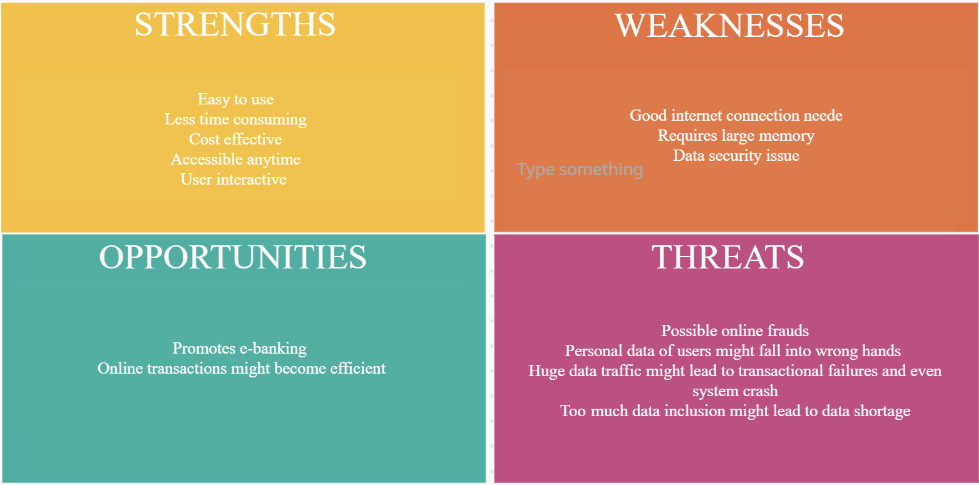 STRENGTHS
Easy to use
Less time consuming
Cost effective
Accessible anytime
User interactive
WEAKNESSES
Good internet connection neede
Requires large memory
Data security issue
Type something
OPPORTUNITIES
Promotes e-banking
Online transactions might become efficient
THREATS
Possible online frauds
Personal data of users might fall into wrong hands
Huge data traffic might lead to transactional failures and even
system crash
Too much data inclusion might lead to data shortage